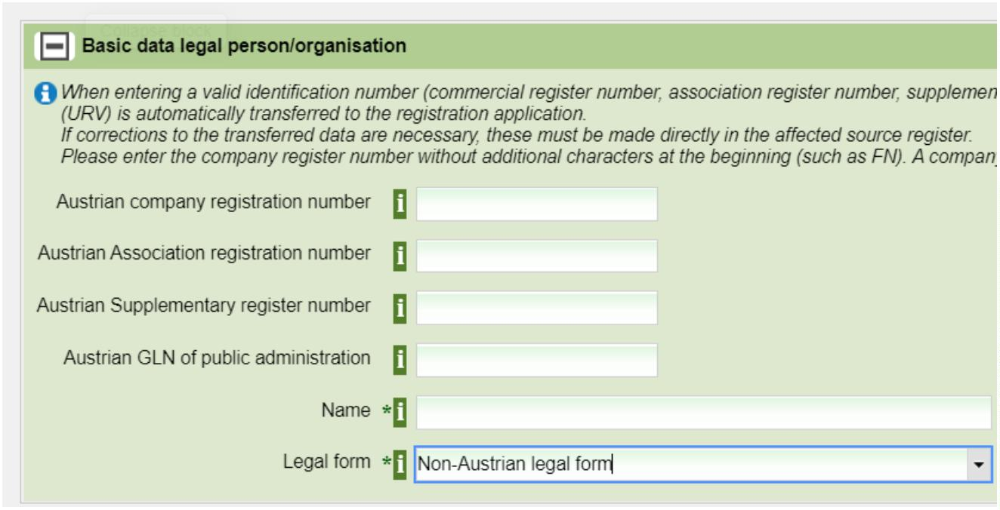 Collapse block
Basic data legal person/organisation
When entering a valid identification number (commercial register number, association register number, supplemen
(URV) is automatically transferred to the registration application.
If corrections to the transferred data are necessary, these must be made directly in the affected source register.
Please enter the company register number without additional characters at the beginning (such as FN). A company
Austrian company registration number
Austrian Association registration number
Austrian Supplementary register number
Austrian GLN of public administration
Name *
Legal form * Non-Austrian legal form